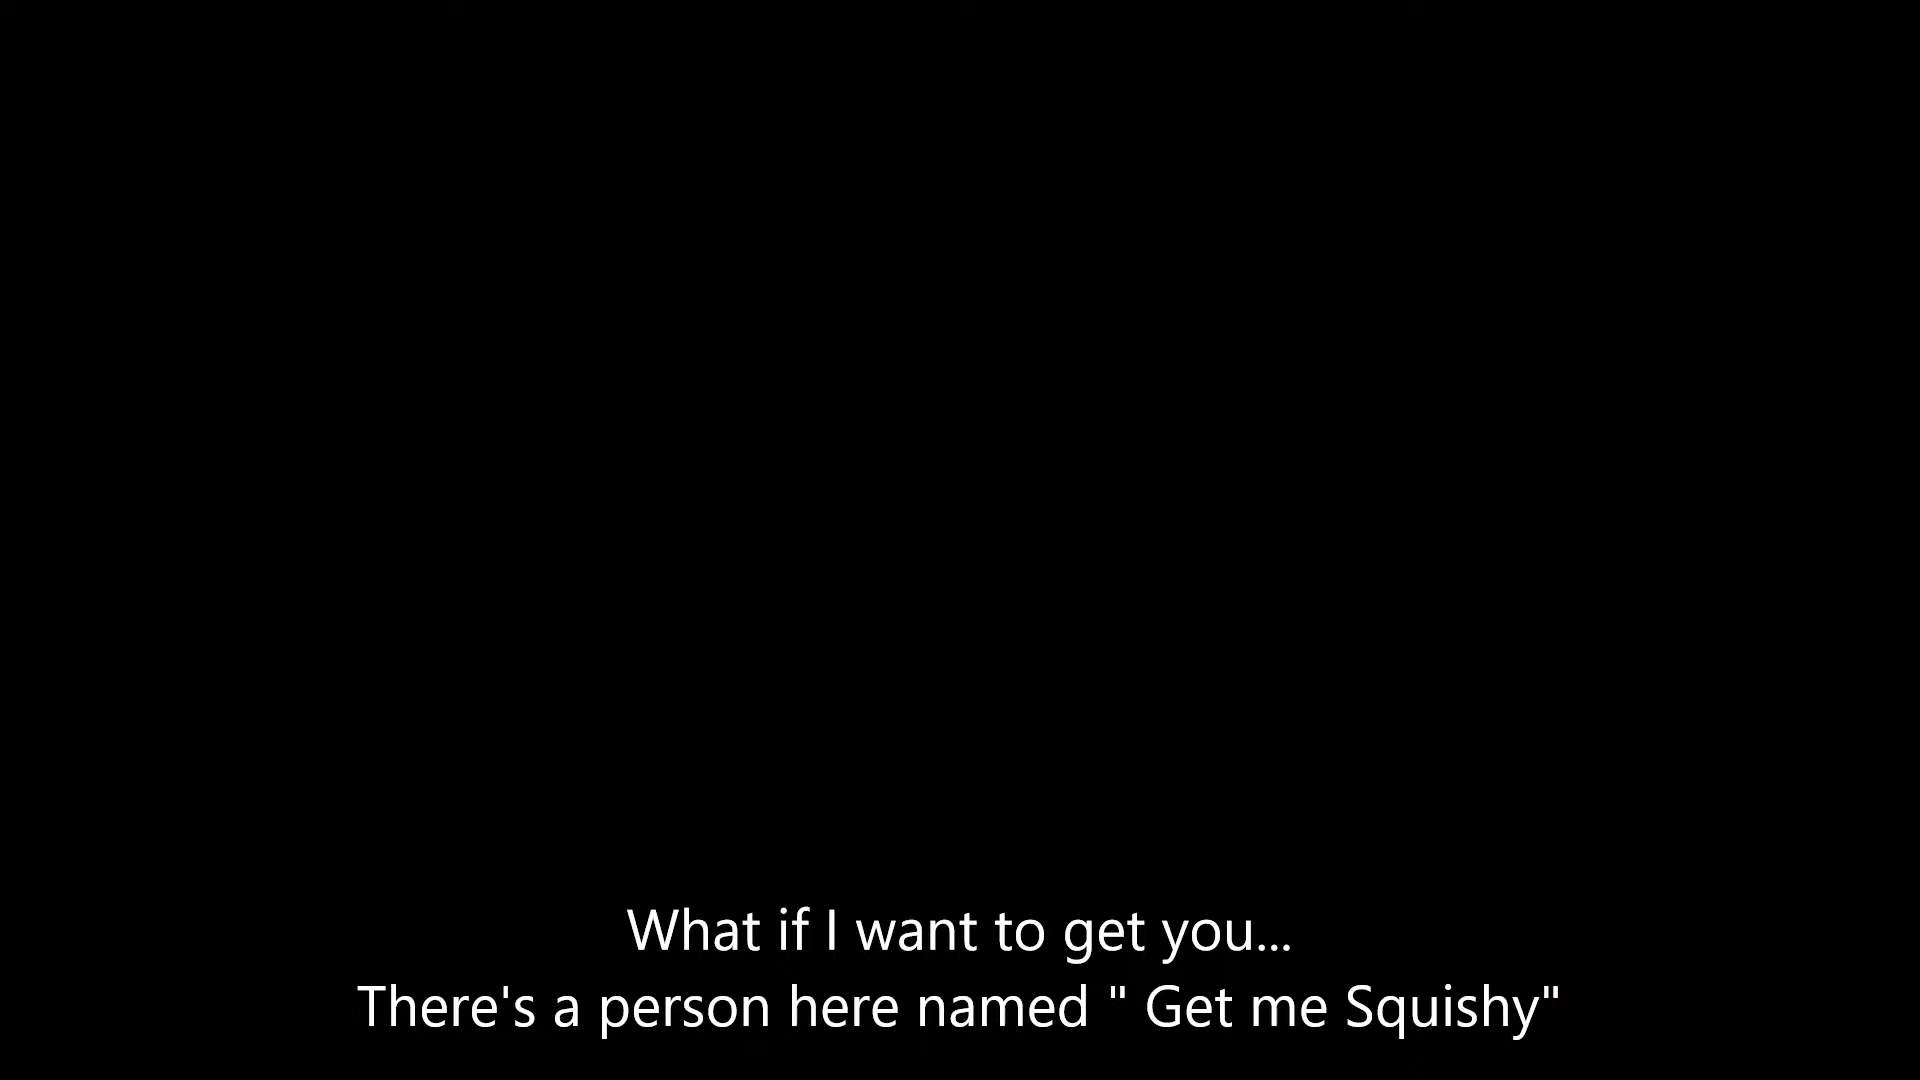 What if I want to get you...
There's a person here named " Get me Squishy"